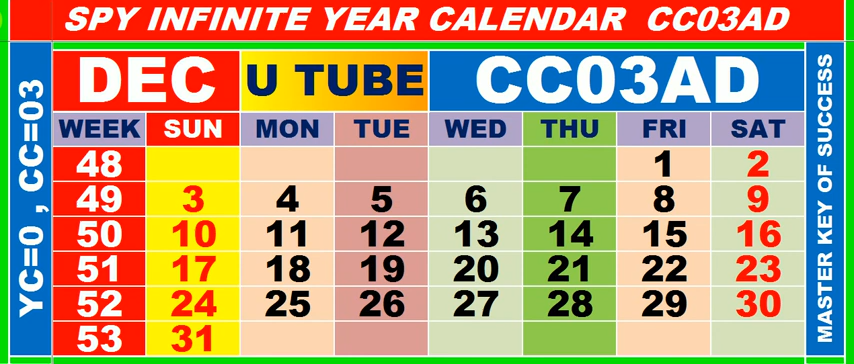 SPY INFINITE YEAR CALENDAR CC03AD
YC=0 , CC=03
DEC U TUBE CC03AD
WEEK SUN MON TUE WED THU FRI SAT
48 1 2
49 3 4 5 6 7 8 9
50 10 11 12 13 14 15 16
51 17 18 19 20 21 22 23
52 24 25 26 27 28 29 30
53 31
MASTER KEY OF SUCCESS